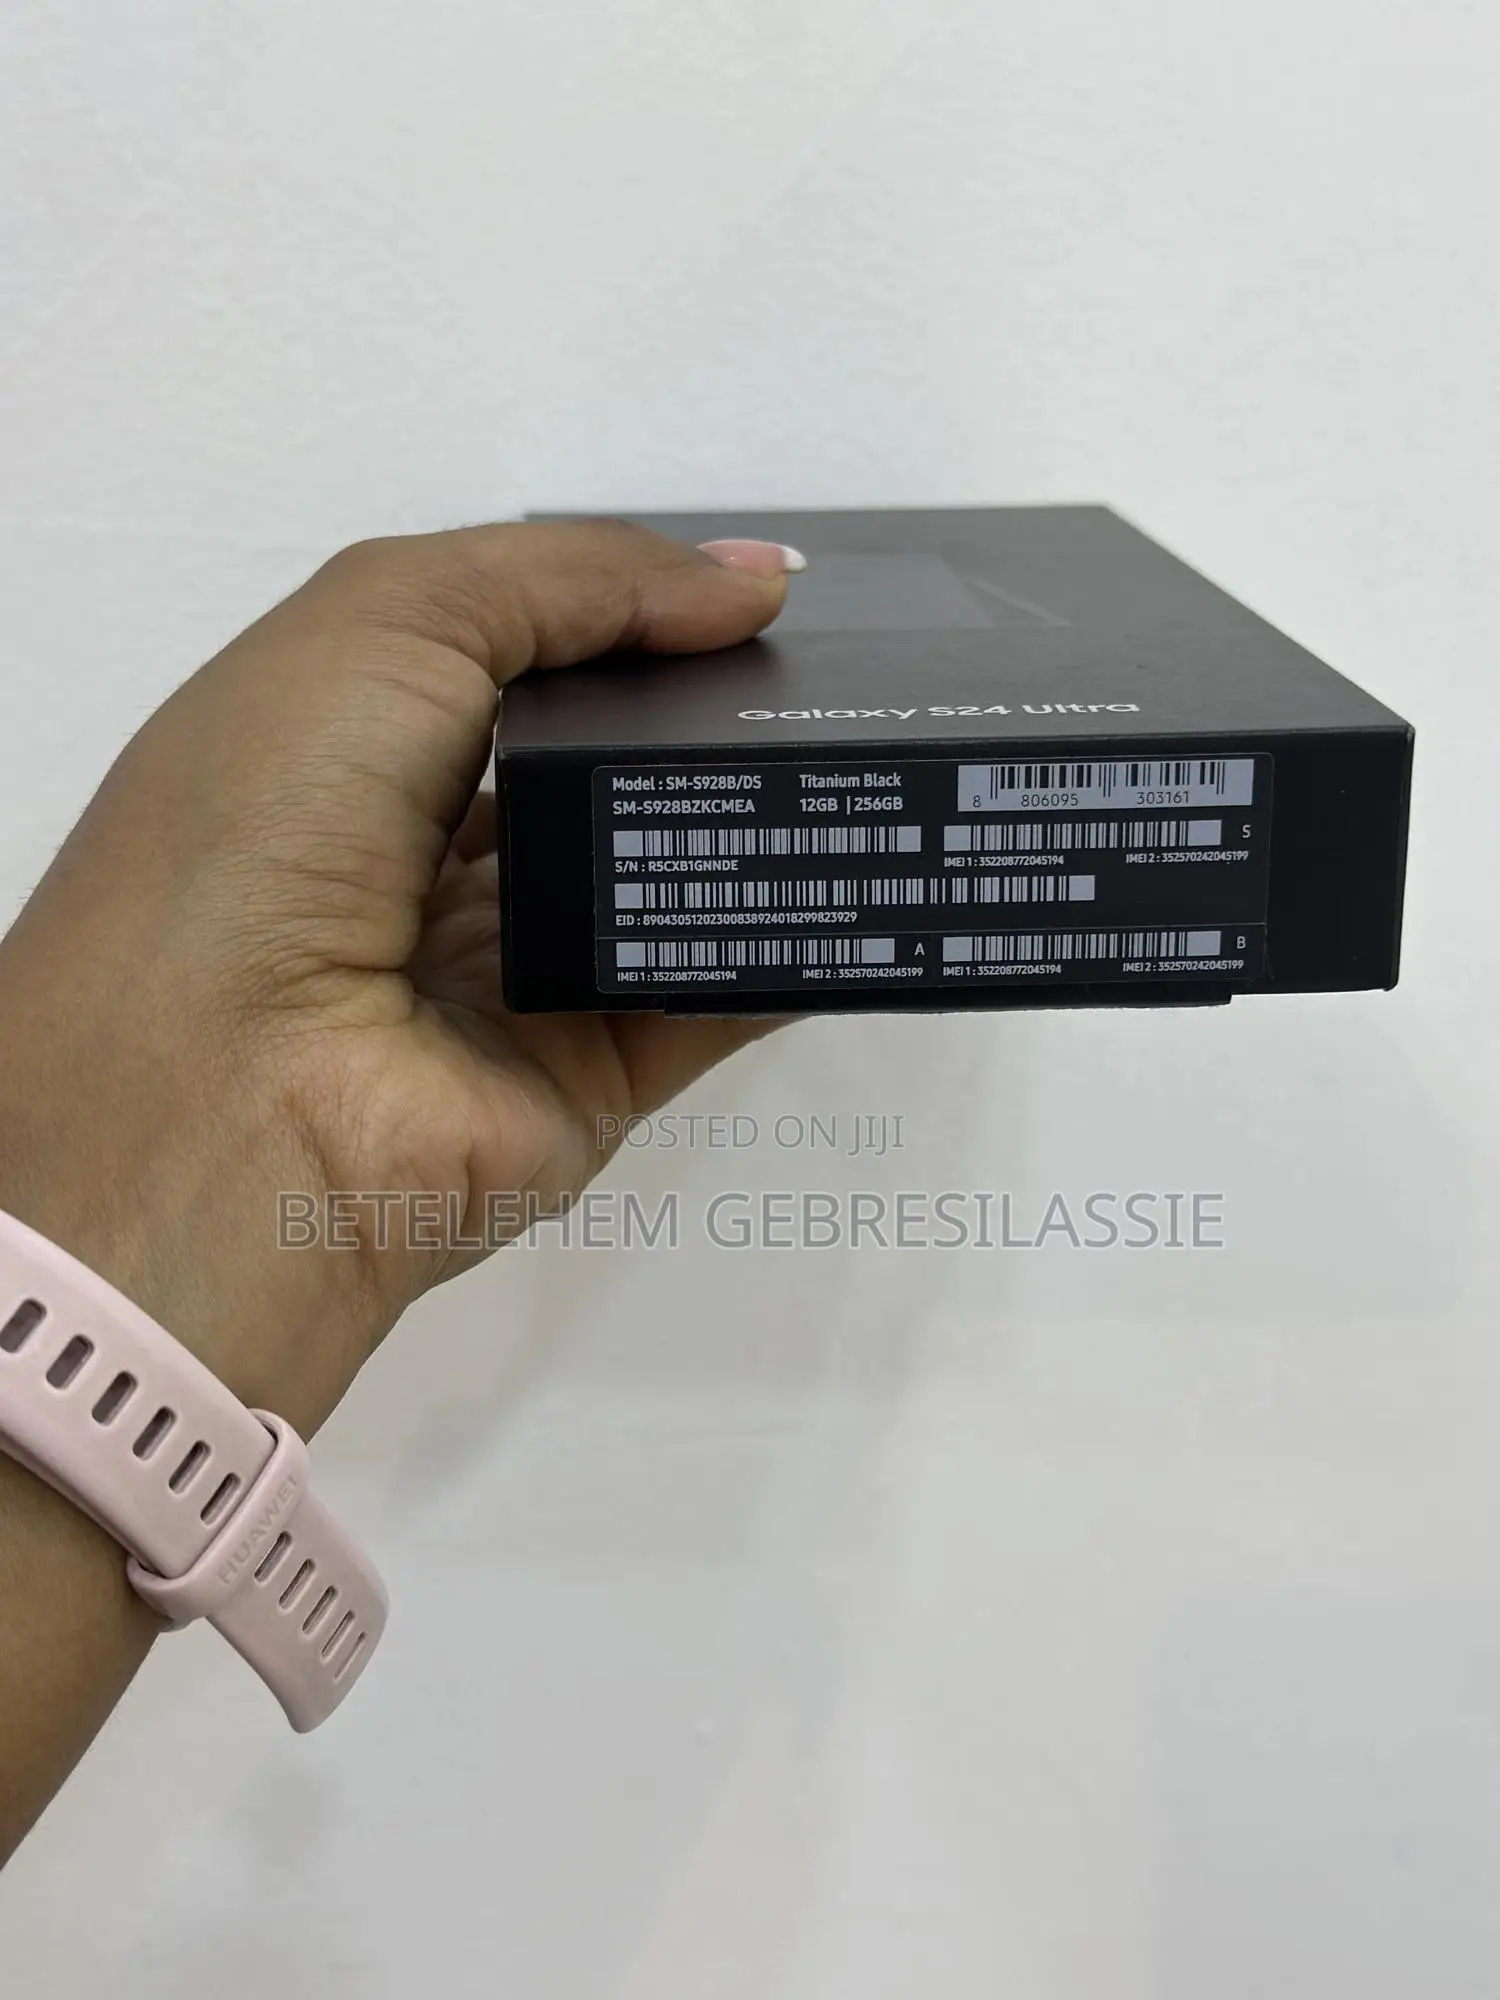 Galaxy S24 Ultra
Model : SM-S928B/DS
Titanium Black
SM-S928BZKCMEA
12GB | 256GB
8 806095 303161
S/N : R5CXB1GNNDE
S
IMEI 1 : 352208772045194
IMEI 2 : 352570242045199
EID : 89043051202300838924018299823929
A
IMEI 1 : 352208772045194
IMEI 2 : 352570242045199
B
IMEI 1 : 352208772045194
IMEI 2 : 352570242045199
POSTED ON JIJI
BETELEHEM GEBRESILASSIE
HUAWEI